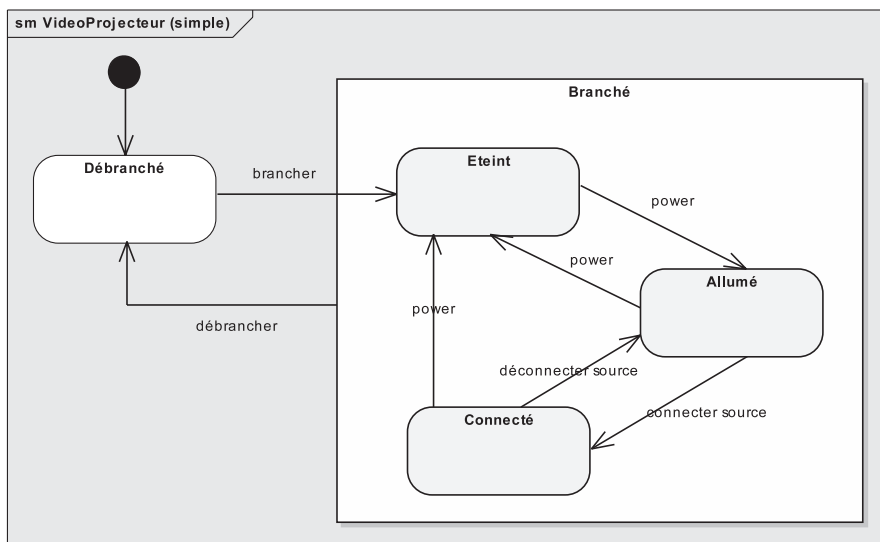 sm VideoProjecteur (simple)
Branché
Débranché
brancher
Eteint
power
power
Allumé
power
débrancher
déconnecter source
connecter source
Connecté